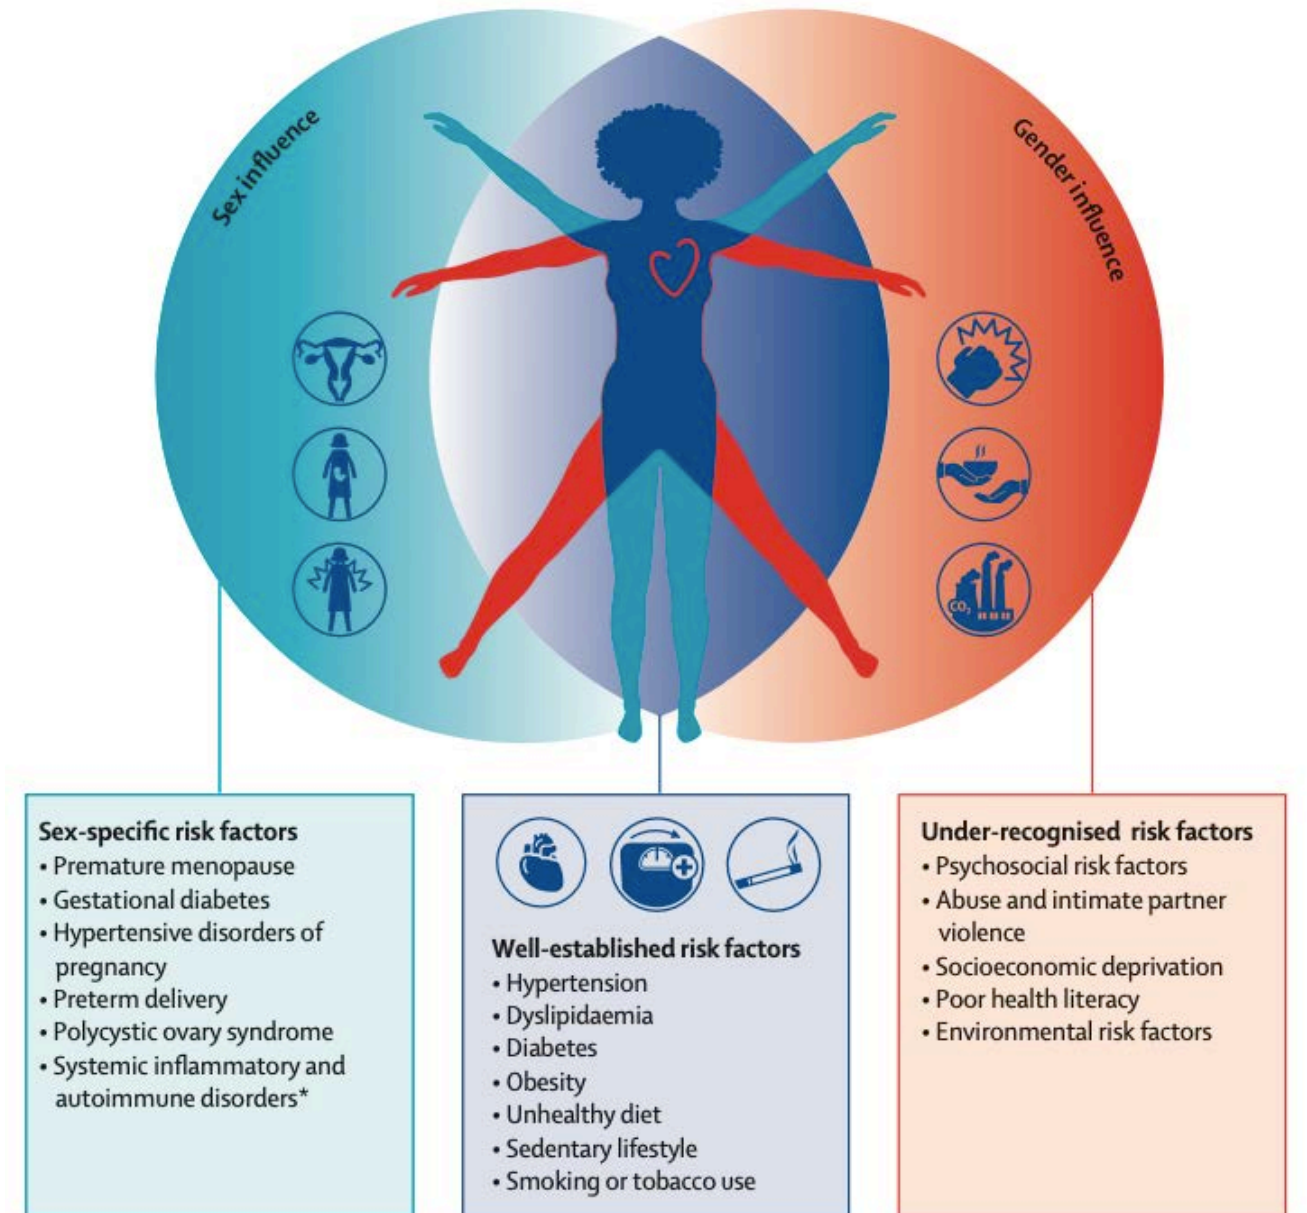 Sex influence
Gender influence
CO₂
Sex-specific risk factors
• Premature menopause
• Gestational diabetes
• Hypertensive disorders of
pregnancy
• Preterm delivery
• Polycystic ovary syndrome
• Systemic inflammatory and
autoimmune disorders*
Well-established risk factors
• Hypertension
• Dyslipidaemia
• Diabetes
• Obesity
• Unhealthy diet
• Sedentary lifestyle
• Smoking or tobacco use
Under-recognised risk factors
• Psychosocial risk factors
• Abuse and intimate partner
violence
• Socioeconomic deprivation
• Poor health literacy
• Environmental risk factors